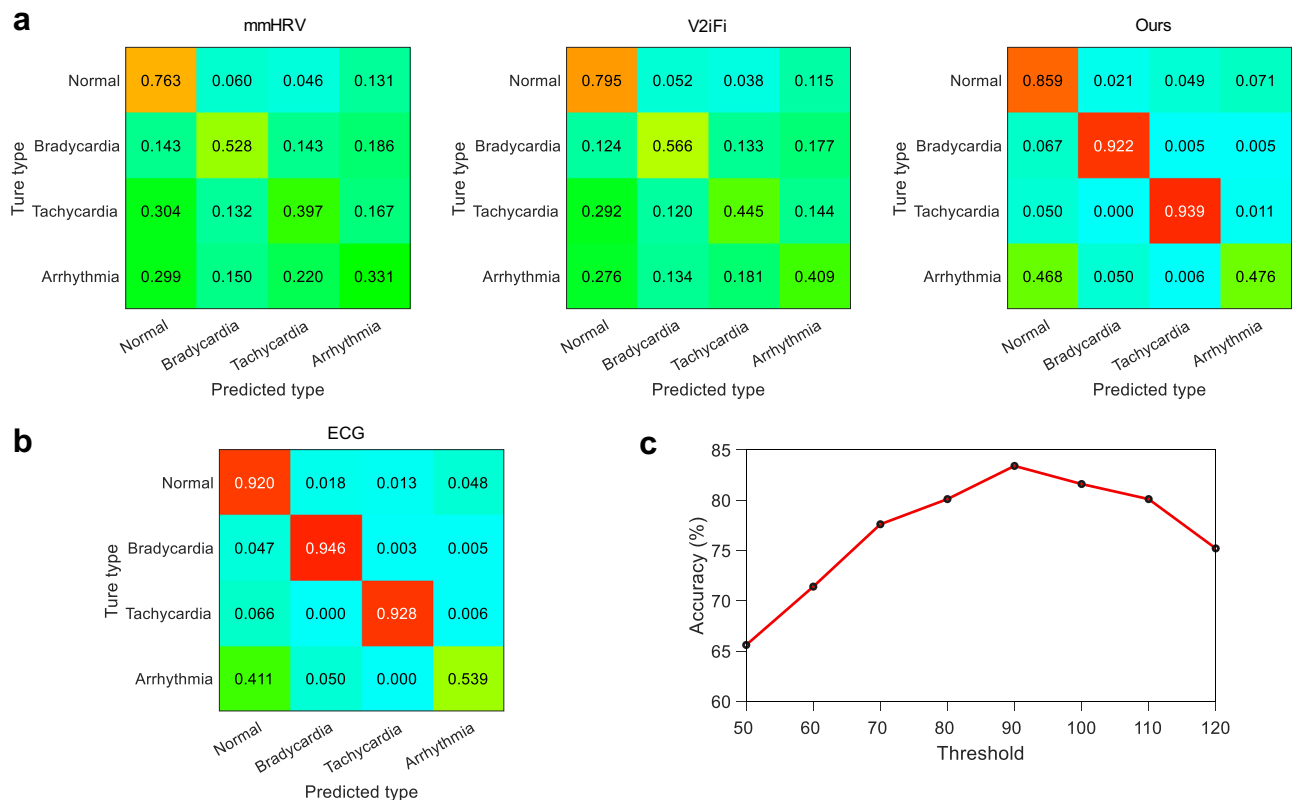 a
mmHRV
V2iFi
Ours
Ture type
Normal 0.763 0.060 0.046 0.131
Bradycardia 0.143 0.528 0.143 0.186
Tachycardia 0.304 0.132 0.397 0.167
Arrhythmia 0.299 0.150 0.220 0.331
Normal Bradycardia Tachycardia Arrhythmia
Predicted type
Ture type
Normal 0.795 0.052 0.038 0.115
Bradycardia 0.124 0.566 0.133 0.177
Tachycardia 0.292 0.120 0.445 0.144
Arrhythmia 0.276 0.134 0.181 0.409
Normal Bradycardia Tachycardia Arrhythmia
Predicted type
Ture type
Normal 0.859 0.021 0.049 0.071
Bradycardia 0.067 0.922 0.005 0.005
Tachycardia 0.050 0.000 0.939 0.011
Arrhythmia 0.468 0.050 0.006 0.476
Normal Bradycardia Tachycardia Arrhythmia
Predicted type
b
ECG
Ture type
Normal 0.920 0.018 0.013 0.048
Bradycardia 0.047 0.946 0.003 0.005
Tachycardia 0.066 0.000 0.928 0.006
Arrhythmia 0.411 0.050 0.000 0.539
Normal Bradycardia Tachycardia Arrhythmia
Predicted type
c
Accuracy (%)
85
80
75
70
65
60
50 60 70 80 90 100 110 120
Threshold